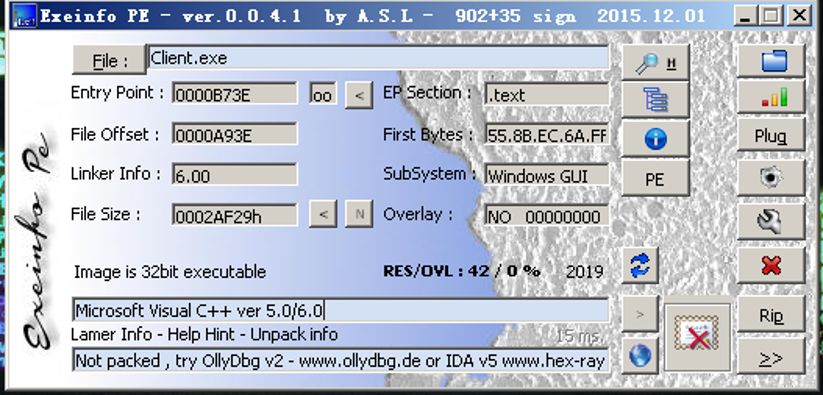 Exeinfo PE - ver.0.0.4.1 by A.S.L - 902+35 sign 2015.12.01
File : Client.exe H
Entry Point : 0000B73E oo < EP Section : .text
File Offset : 0000A93E First Bytes : 55.8B.EC.6A.FF Plug
Linker Info : 6.00 SubSystem : Windows GUI PE
File Size : 0002AF29h < N Overlay : NO 00000000
Image is 32bit executable RES/OVL : 42 / 0 % 2019
Microsoft Visual C++ ver 5.0/6.0 > Rip
Lamer Info - Help Hint - Unpack info 15 ms.
Not packed , try OllyDbg v2 - www.ollydbg.de or IDA v5 www.hex-ray >>
Exeinfo Pe